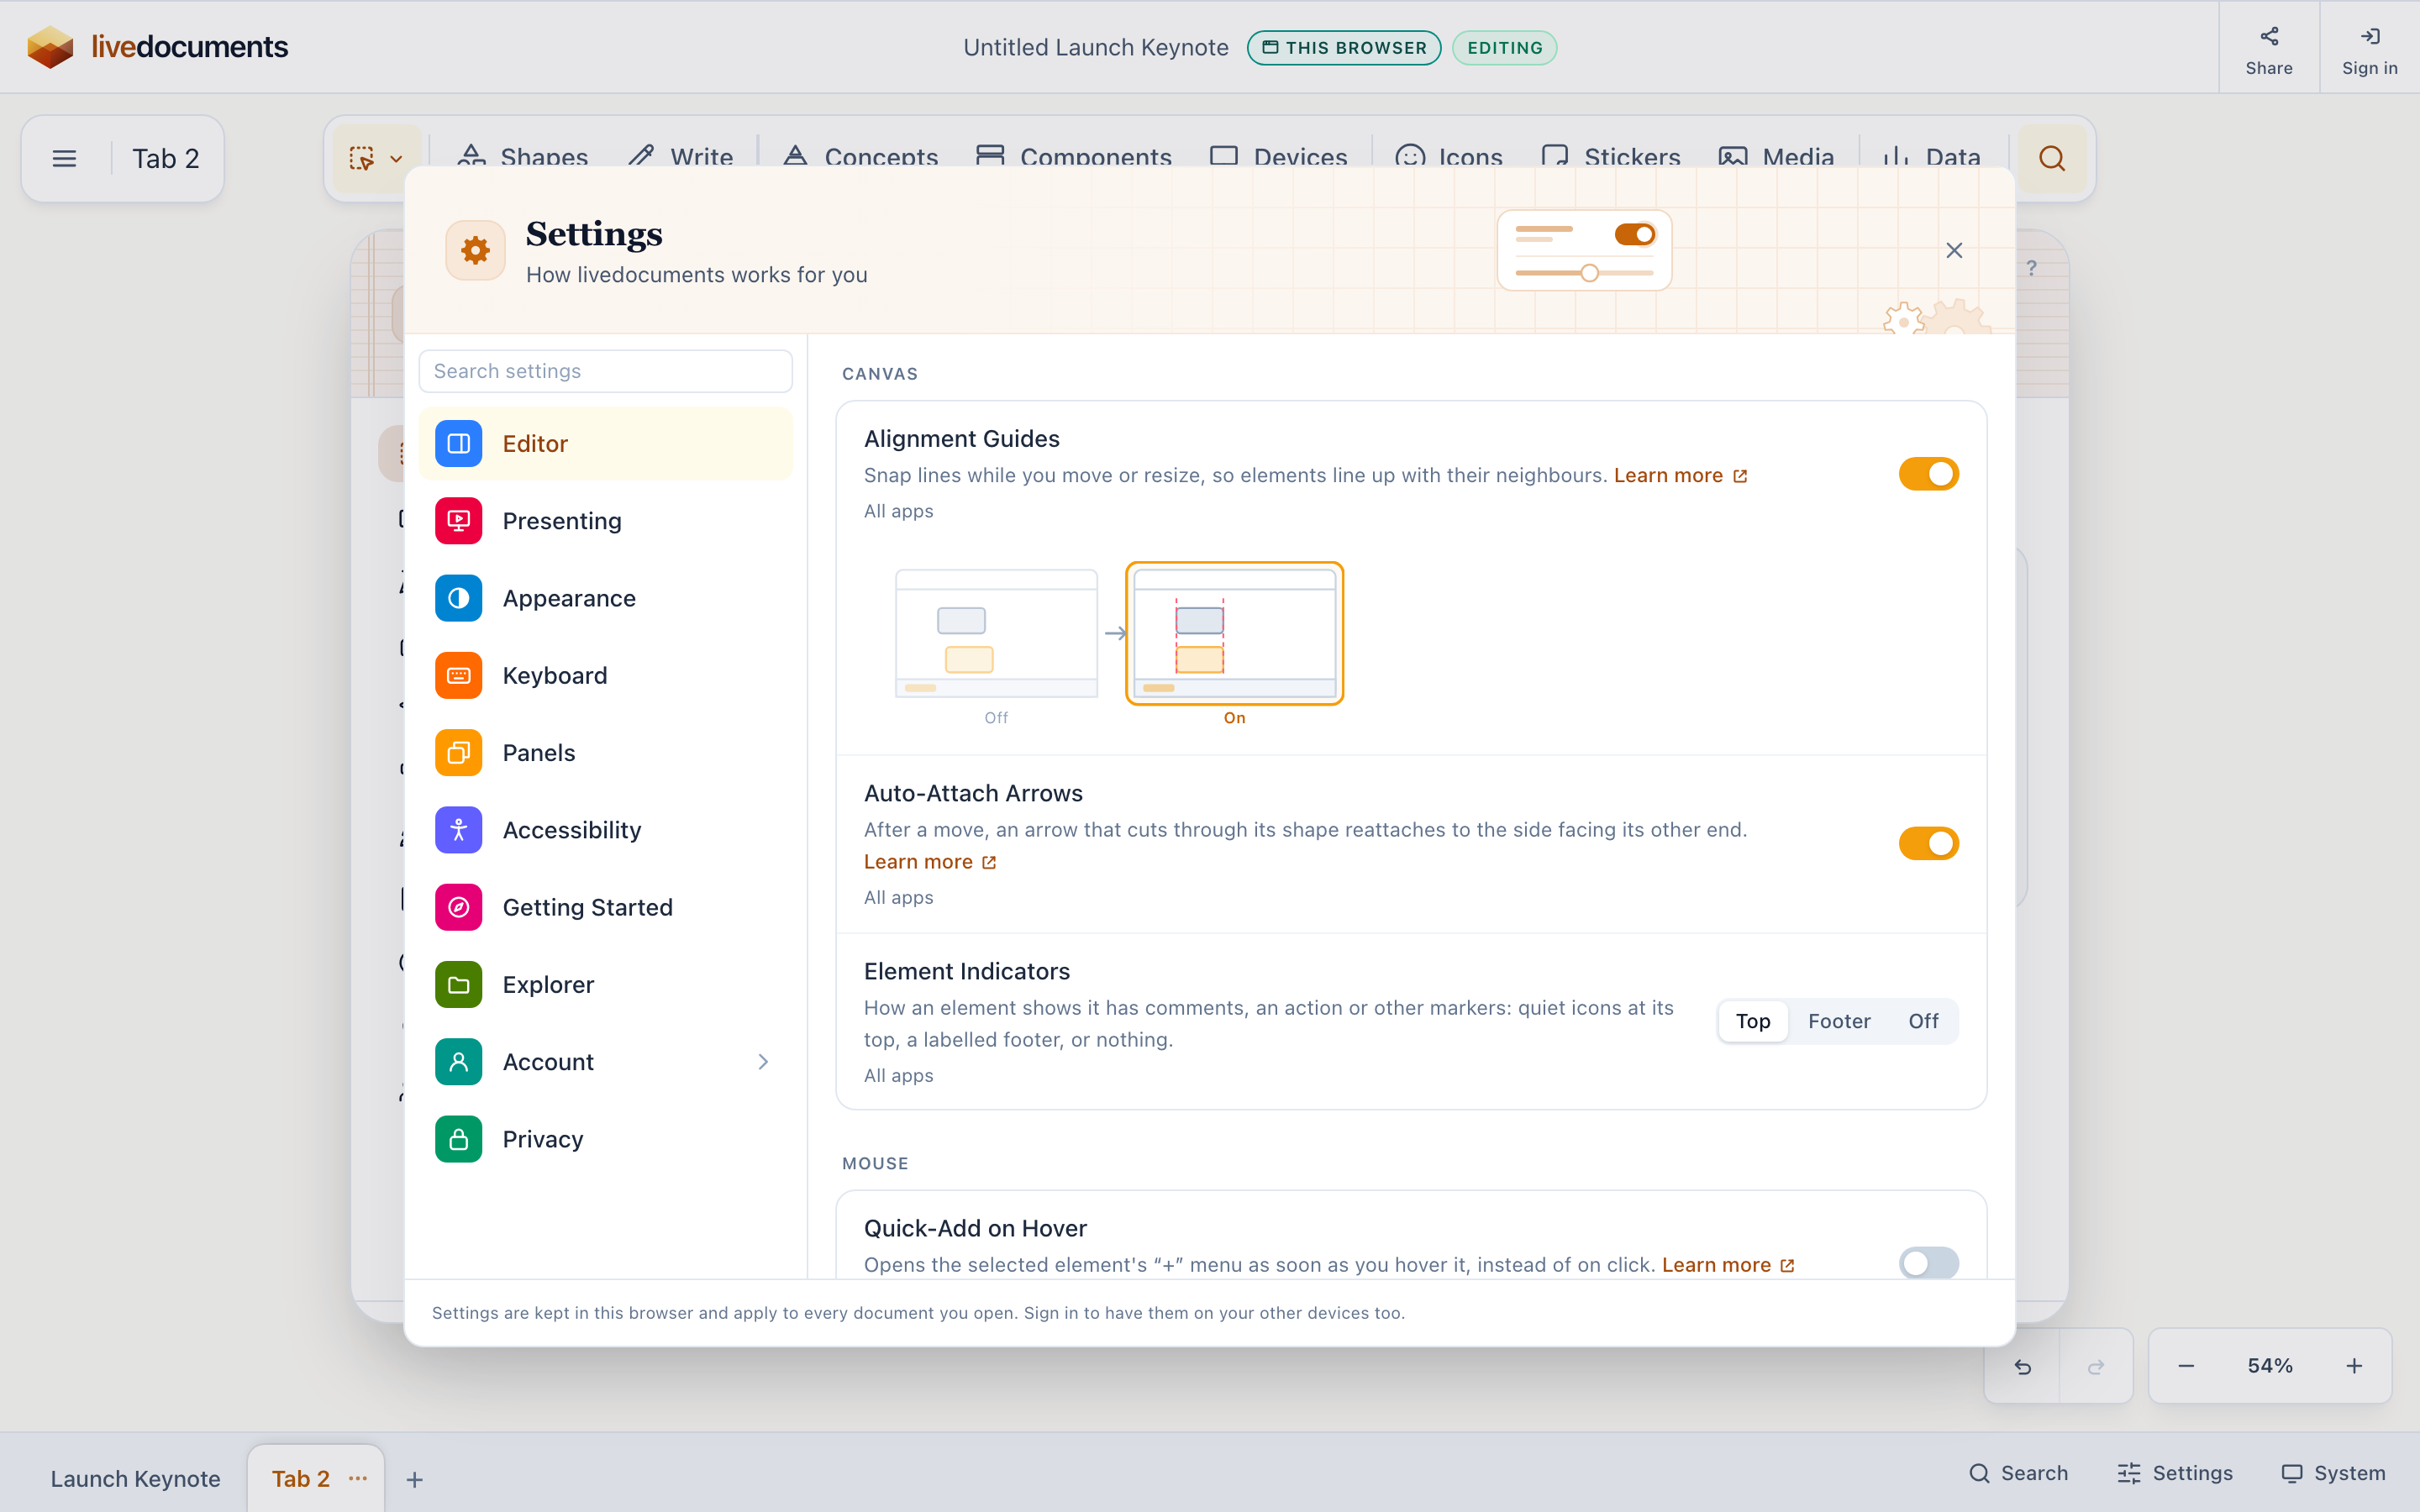 livedocuments
Untitled Launch Keynote
THIS BROWSER
EDITING
Share
Sign in
Tab 2
Shapes
Write
Concepts
Components
Devices
Icons
Stickers
Media
Data
Settings
How livedocuments works for you
?
Search settings
Editor
Presenting
Appearance
Keyboard
Panels
Accessibility
Getting Started
Explorer
Account
Privacy
CANVAS
Alignment Guides
Snap lines while you move or resize, so elements line up with their neighbours. Learn more
All apps
Off
On
Auto-Attach Arrows
After a move, an arrow that cuts through its shape reattaches to the side facing its other end.
Learn more
All apps
Element Indicators
How an element shows it has comments, an action or other markers: quiet icons at its
top, a labelled footer, or nothing.
All apps
Top
Footer
Off
MOUSE
Quick-Add on Hover
Opens the selected element's “+” menu as soon as you hover it, instead of on click. Learn more
Settings are kept in this browser and apply to every document you open. Sign in to have them on your other devices too.
54%
Launch Keynote
Tab 2
Search
Settings
System